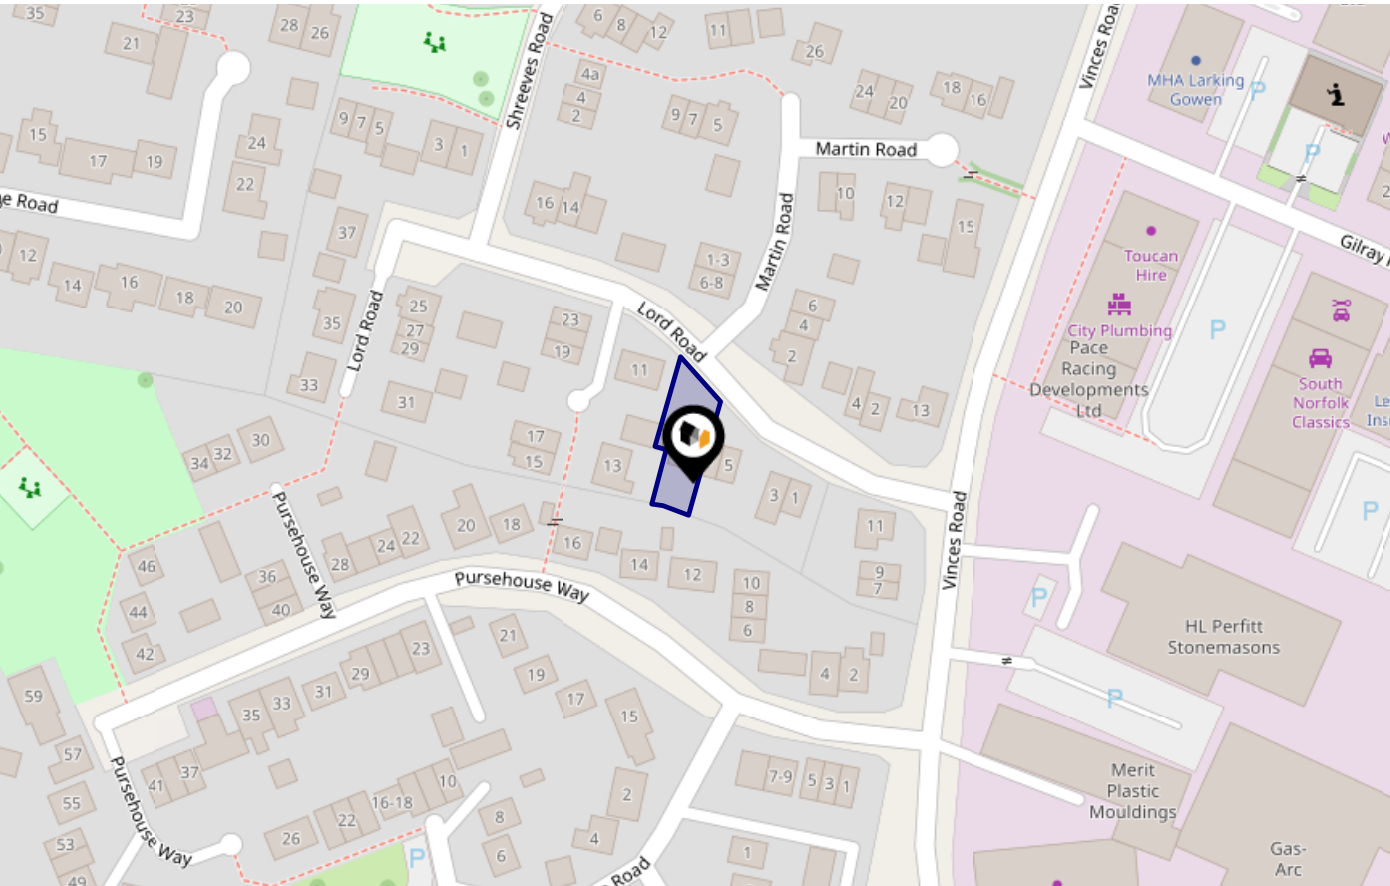 35
23
21
28
26
6
8
12
11
26
Vinces Road
MHA Larking
Gowen
P
Shreeves Road
4a
4
2
9 7 5
3
1
9 7
5
24
20
18
16
Martin Road
15
17
19
24
22
P
2
ge Road
16
14
10
12
15
Martin Road
37
12
14
16
18
20
1-3
6-8
Toucan
Hire
Gilray
City Plumbing
P
Lord Road
35
25
27
29
23
19
Lord Road
6
4
2
Pace
Racing
Developments
Ltd
South
Norfolk
Classics
33
31
11
4
2
13
34
32
30
17
15
13
5
3
1
P
Pursehouse Way
20
18
16
11
Vinces Road
46
28
24
22
14
12
9
7
36
40
Pursehouse Way
10
8
6
P
44
42
HL Perfitt
Stonemasons
21
23
29
31
19
4
2
P
59
33
35
17
15
57
37
41
10
7-9
5
3
1
Merit
Plastic
Mouldings
Pursehouse Way
55
16-18
22
26
2
8
4
53
6
P
1
Gas-
Arc
49
Road